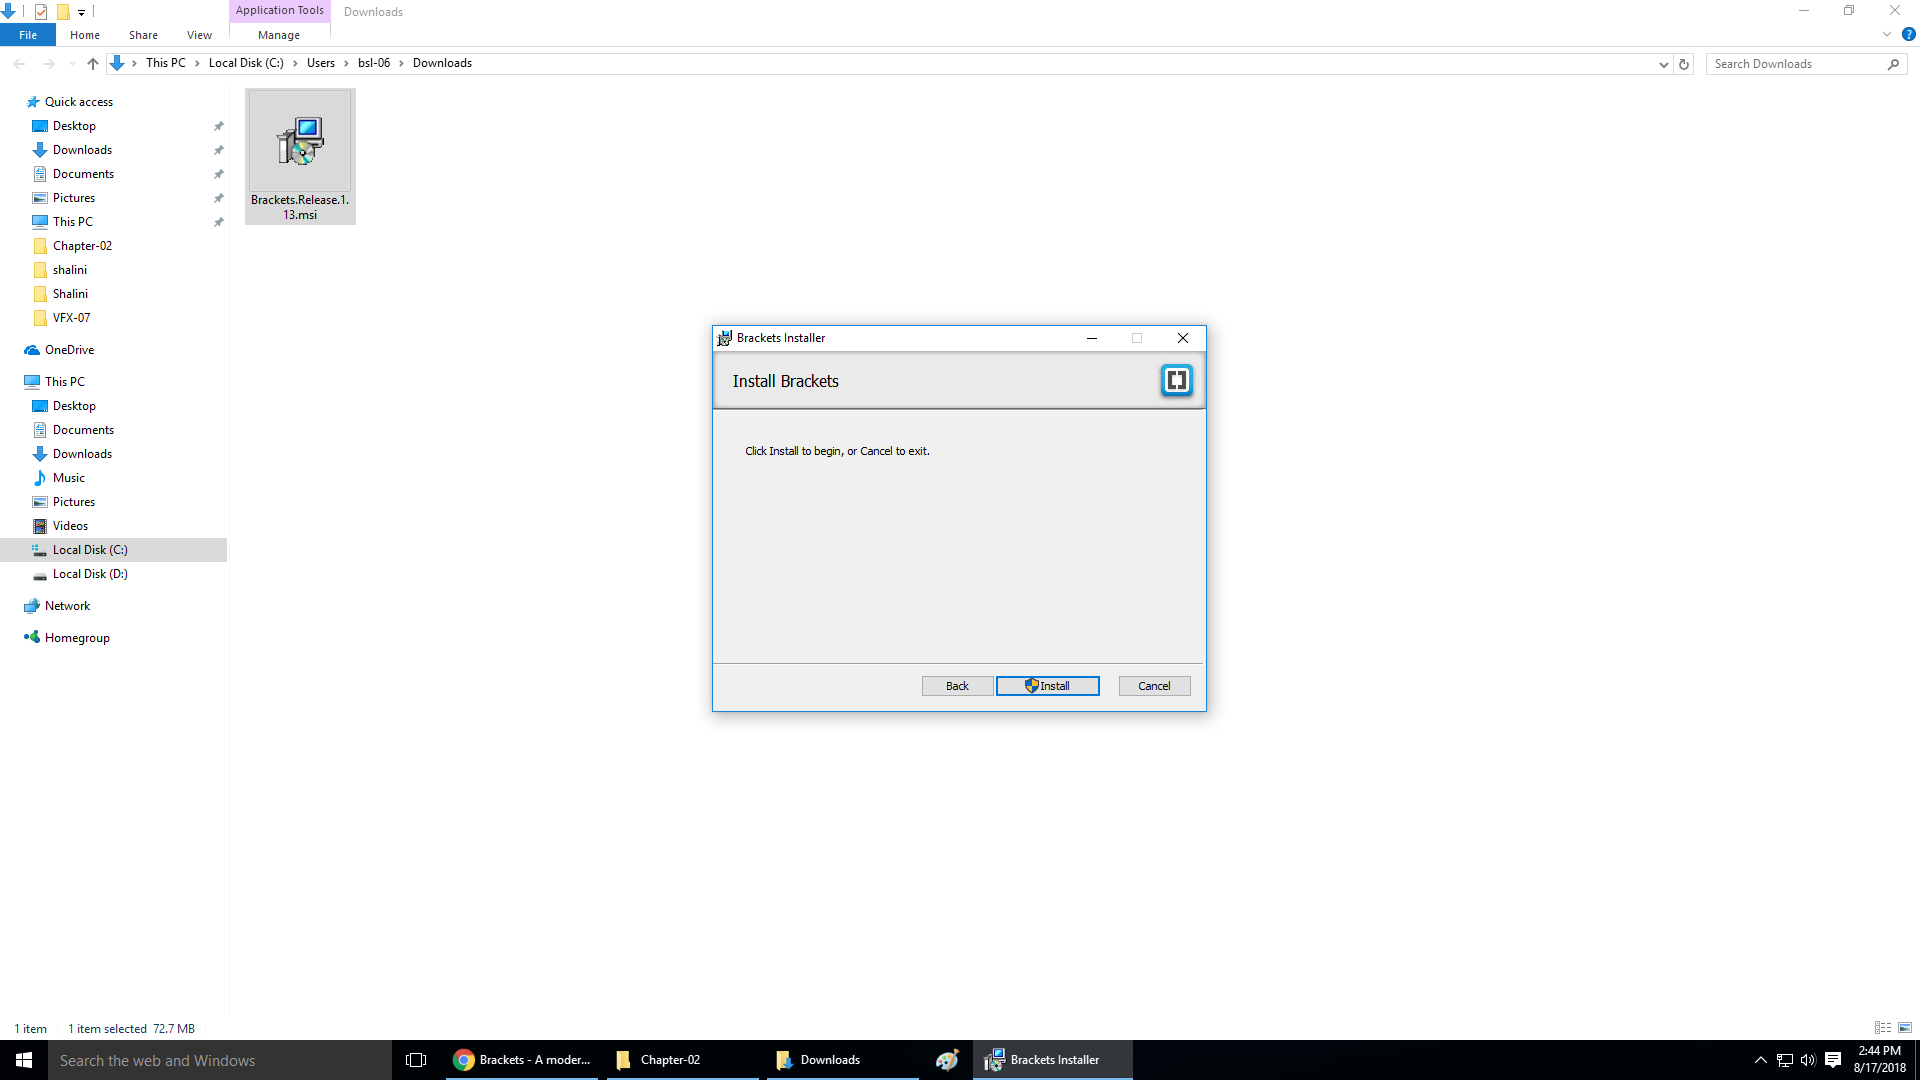 Application Tools
Downloads
File
Home
Share
View
Manage
This PC
Local Disk (C:)
Users
bsl-06
Downloads
Search Downloads
Quick access
Desktop
Downloads
Documents
Pictures
This PC
Chapter-02
shalini
Shalini
VFX-07
OneDrive
This PC
Desktop
Documents
Downloads
Music
Pictures
Videos
Local Disk (C:)
Local Disk (D:)
Network
Homegroup
Brackets.Release.1.
13.msi
Brackets Installer
Install Brackets
Click Install to begin, or Cancel to exit.
Back
Install
Cancel
1 item
1 item selected 72.7 MB
Search the web and Windows
Brackets - A moder...
Chapter-02
Downloads
Brackets Installer
2:44 PM
8/17/2018